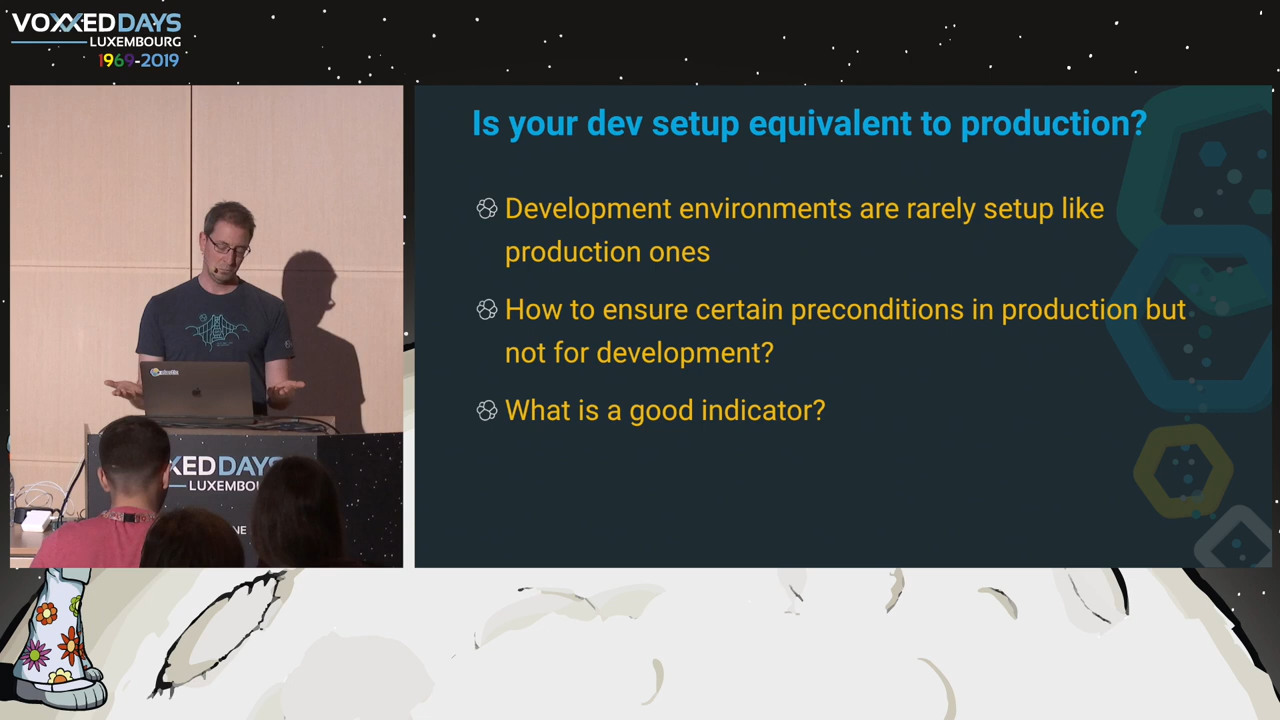 VOXXEDDAYS
LUXEMBOURG
1969-2019
Is your dev setup equivalent to production?
Development environments are rarely setup like
production ones
How to ensure certain preconditions in production but
not for development?
What is a good indicator?
XEDDAYS
LUXEMBOU
NE